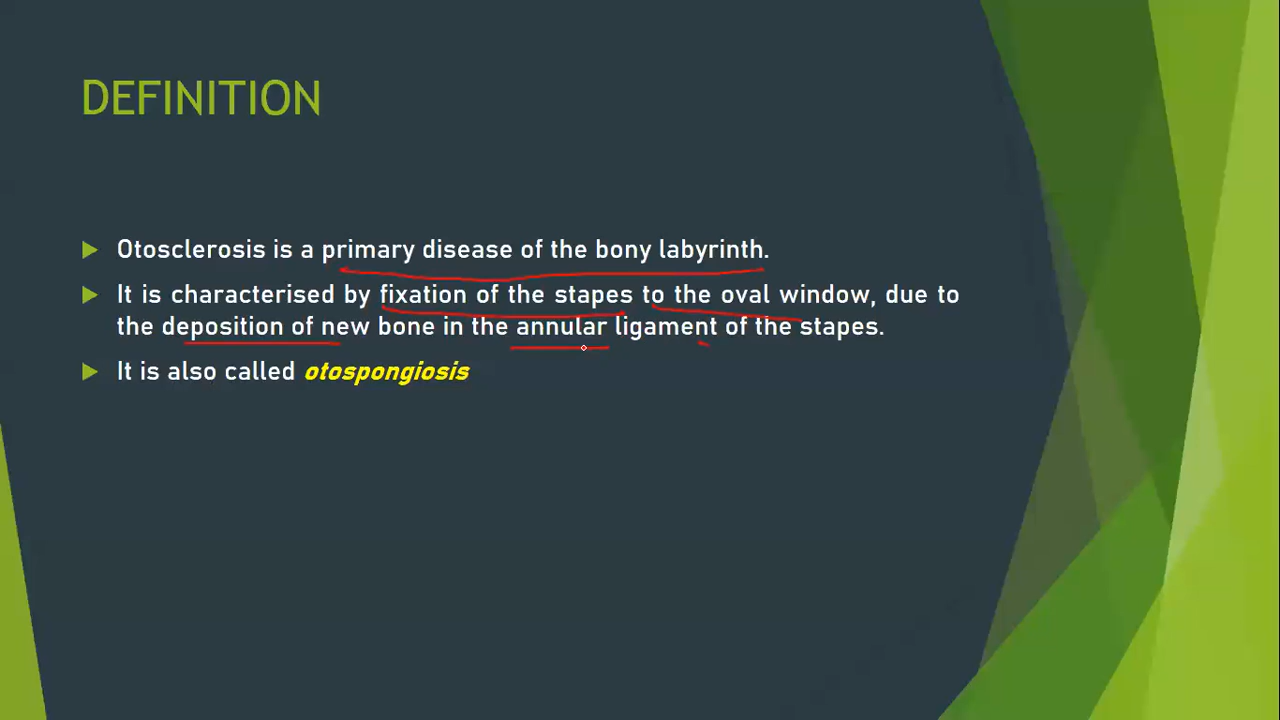 DEFINITION
Otosclerosis is a primary disease of the bony labyrinth.
It is characterised by fixation of the stapes to the oval window, due to
the deposition of new bone in the annular ligament of the stapes.
It is also called otospongiosis